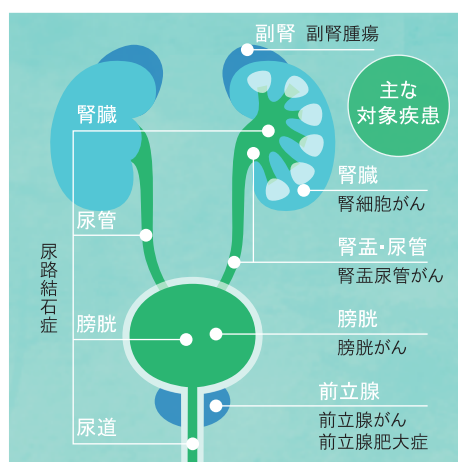 副腎 副腎腫瘍
主な
対象疾患
腎臓
腎臓
腎細胞がん
尿管
腎盂・尿管
腎盂尿管がん
尿路結石症
膀胱
膀胱
膀胱がん
前立腺
前立腺がん
前立腺肥大症
尿道